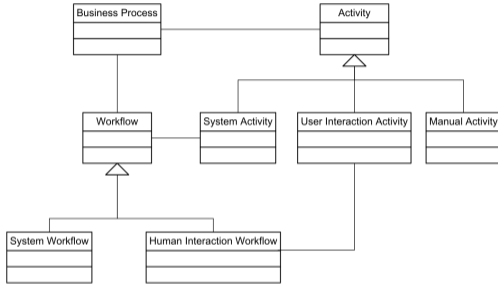 Business Process
Activity
Workflow
System Activity
User Interaction Activity
Manual Activity
System Workflow
Human Interaction Workflow